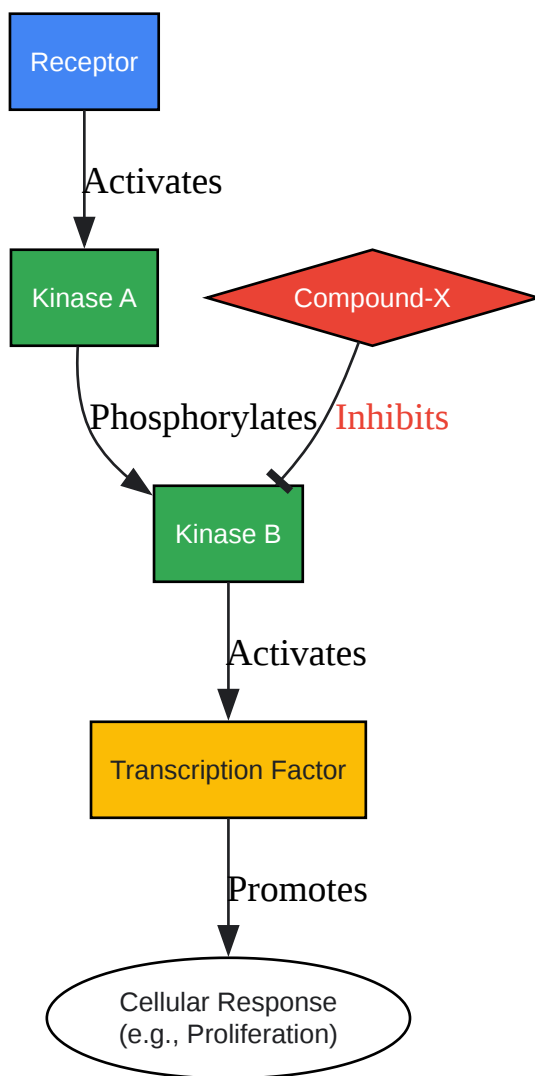 Receptor
Activates
Kinase A
Compound-X
Phosphorylates
Inhibits
Kinase B
Activates
Transcription Factor
Promotes
Cellular Response
(e.g., Proliferation)